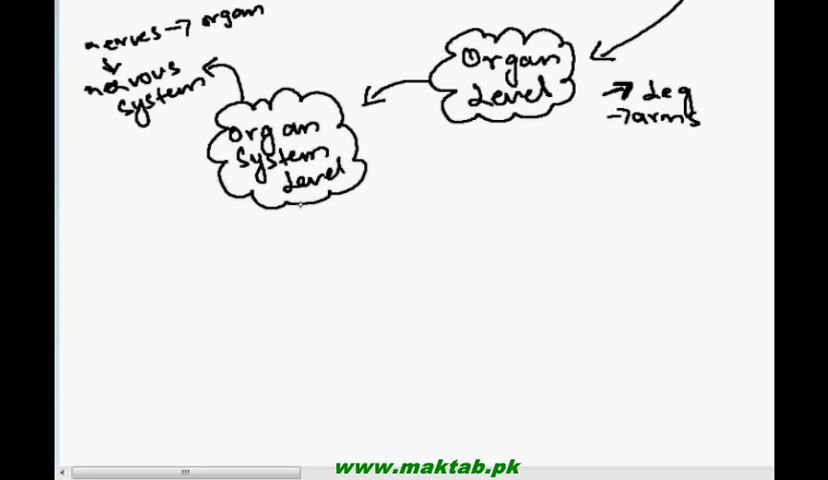 nerves → organ
nervous
system
Organ
Level
→ Leg
→ arms
organ
system
Level
www.maktab.pk